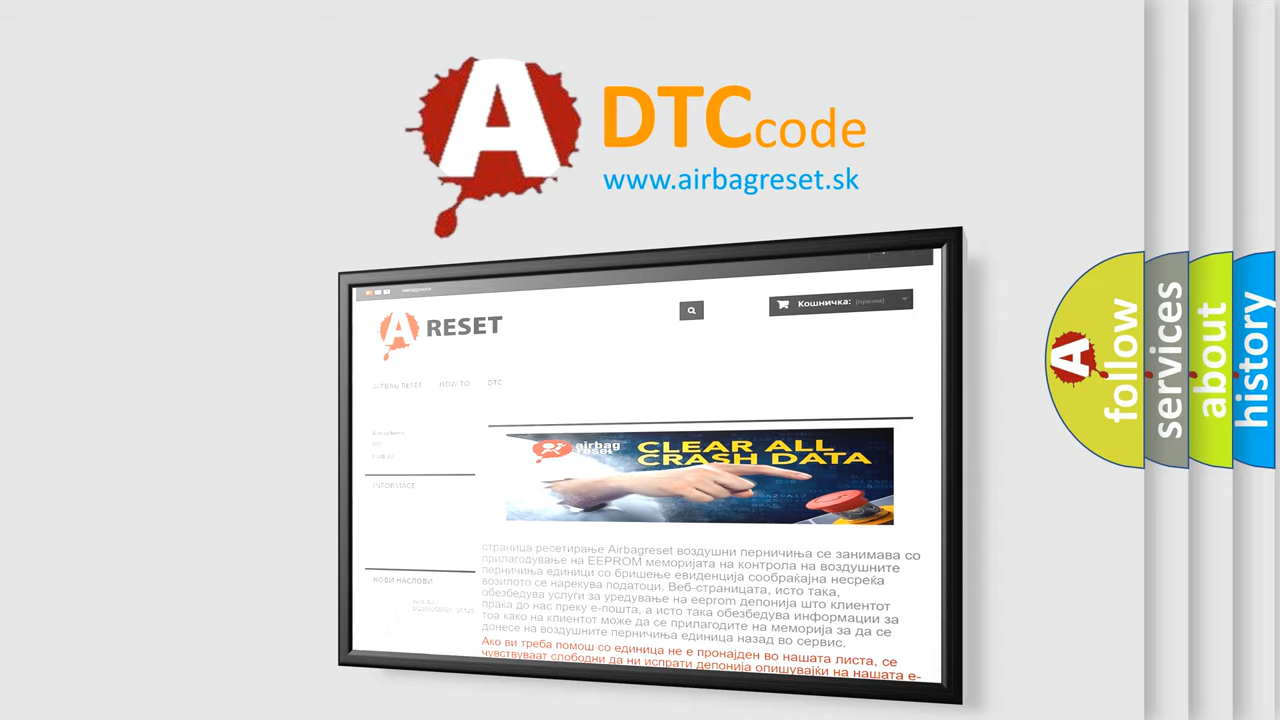 A
DTCcode
www.airbagreset.sk
A RESET
Кошничка: (празна)
AIRBAG RESET HOW TO DTC
INFORMACE
НОВИ НАСЛОВИ
airbag reset
CLEAR ALL
CRASH DATA
страница ресетирање Airbagreset воздушни перничиња се занимава со
прилагодување на EEPROM меморијата на контрола на воздушните
перничиња единици со бришење евиденција сообраќајна несреќа
возилото се нарекува податоци. Веб-страницата, исто така,
обезбедува услуги за уредување на eeprom депонија што клиентот
праќа до нас преку е-пошта, а исто така обезбедува информации за
тоа како на клиентот може да се прилагодите на меморија за да се
донесе на воздушните перничиња единица назад во сервис.
Ако ви треба помош со единица не е пронајден во нашата листа, се
чувствуваат слободни да ни испрати депонија опишувајќи на нашата е-
A follow
services
about
history